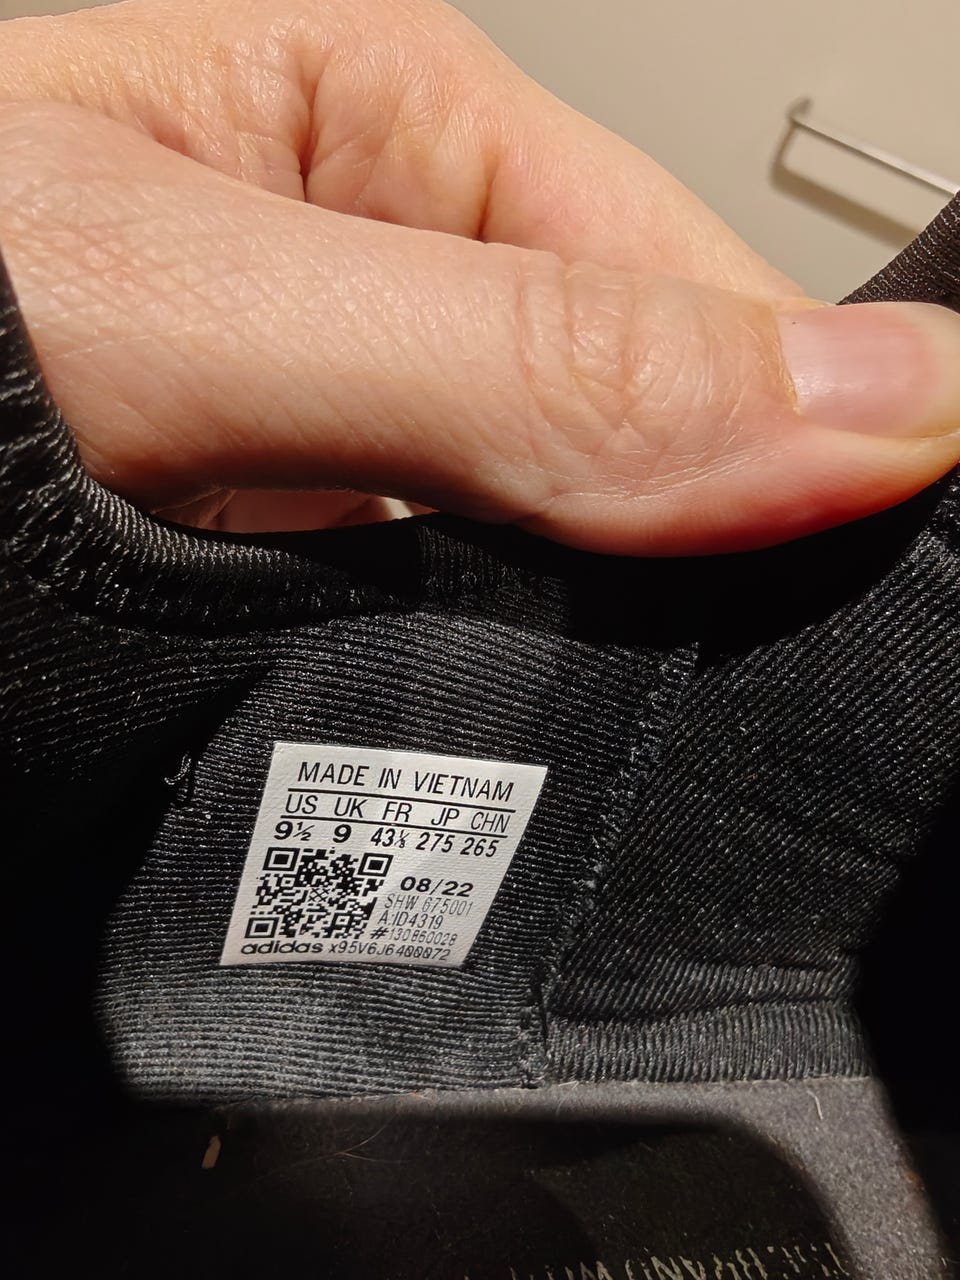 MADE IN VIETNAM
US UK FR JP CHN
9½ 9 43⅓ 275 265
08/22
SHW 675001
A:ID4319
#130860028
adidas x95V6J6400072
BRAND